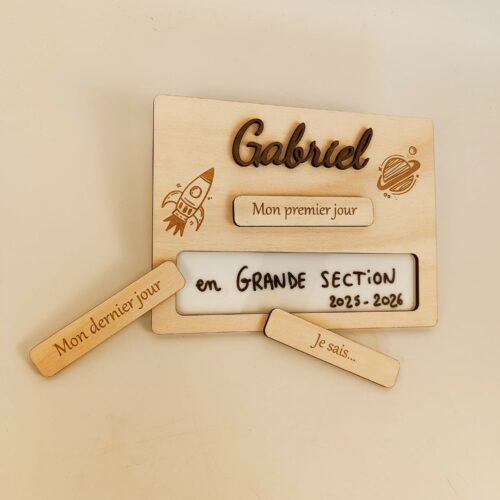 Gabriel
Mon premier jour
en GRANDE SECTION
2025-2026
Mon dernier jour
Je sais...